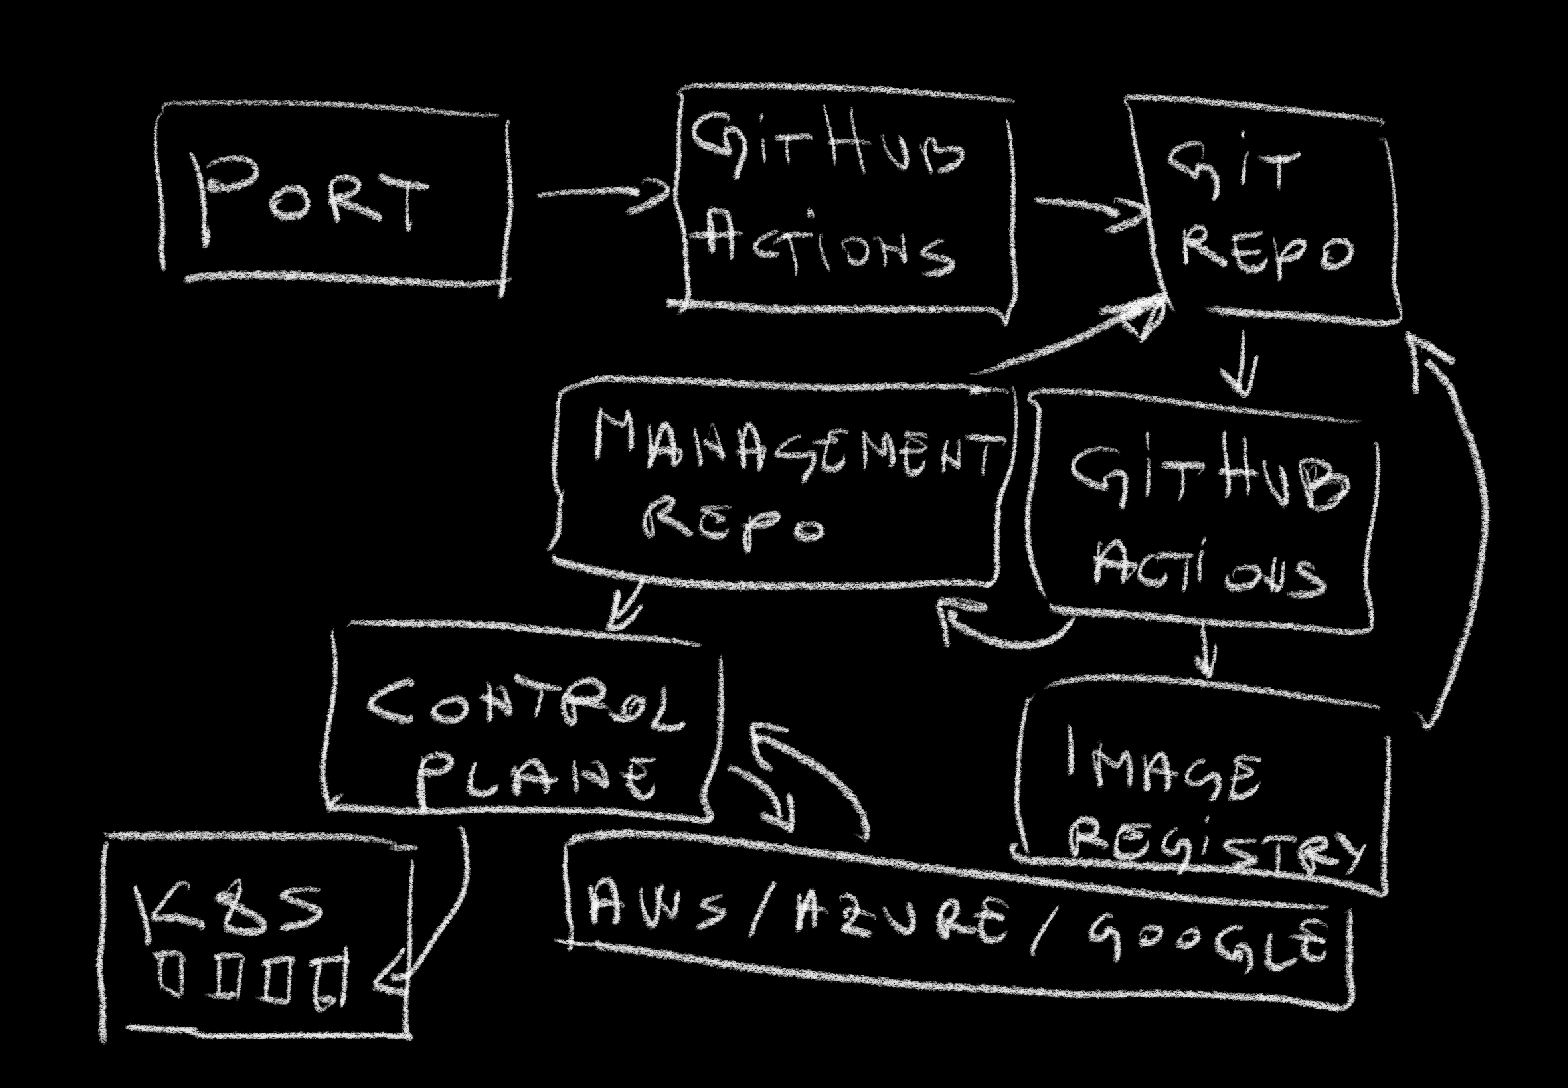 PORT
GITHUB
ACTIONS
GIT
REPO
MANAGEMENT
REPO
GITHUB
ACTIONS
CONTROL
PLANE
IMAGE
REGISTRY
K8S
AWS / AZURE / GOOGLE